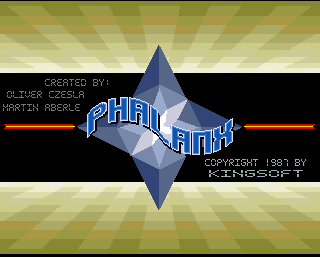 CREATED BY:
OLIVER CZESLA
MARTIN ABERLE
PHALANX
COPYRIGHT 1987 BY
KINGSOFT